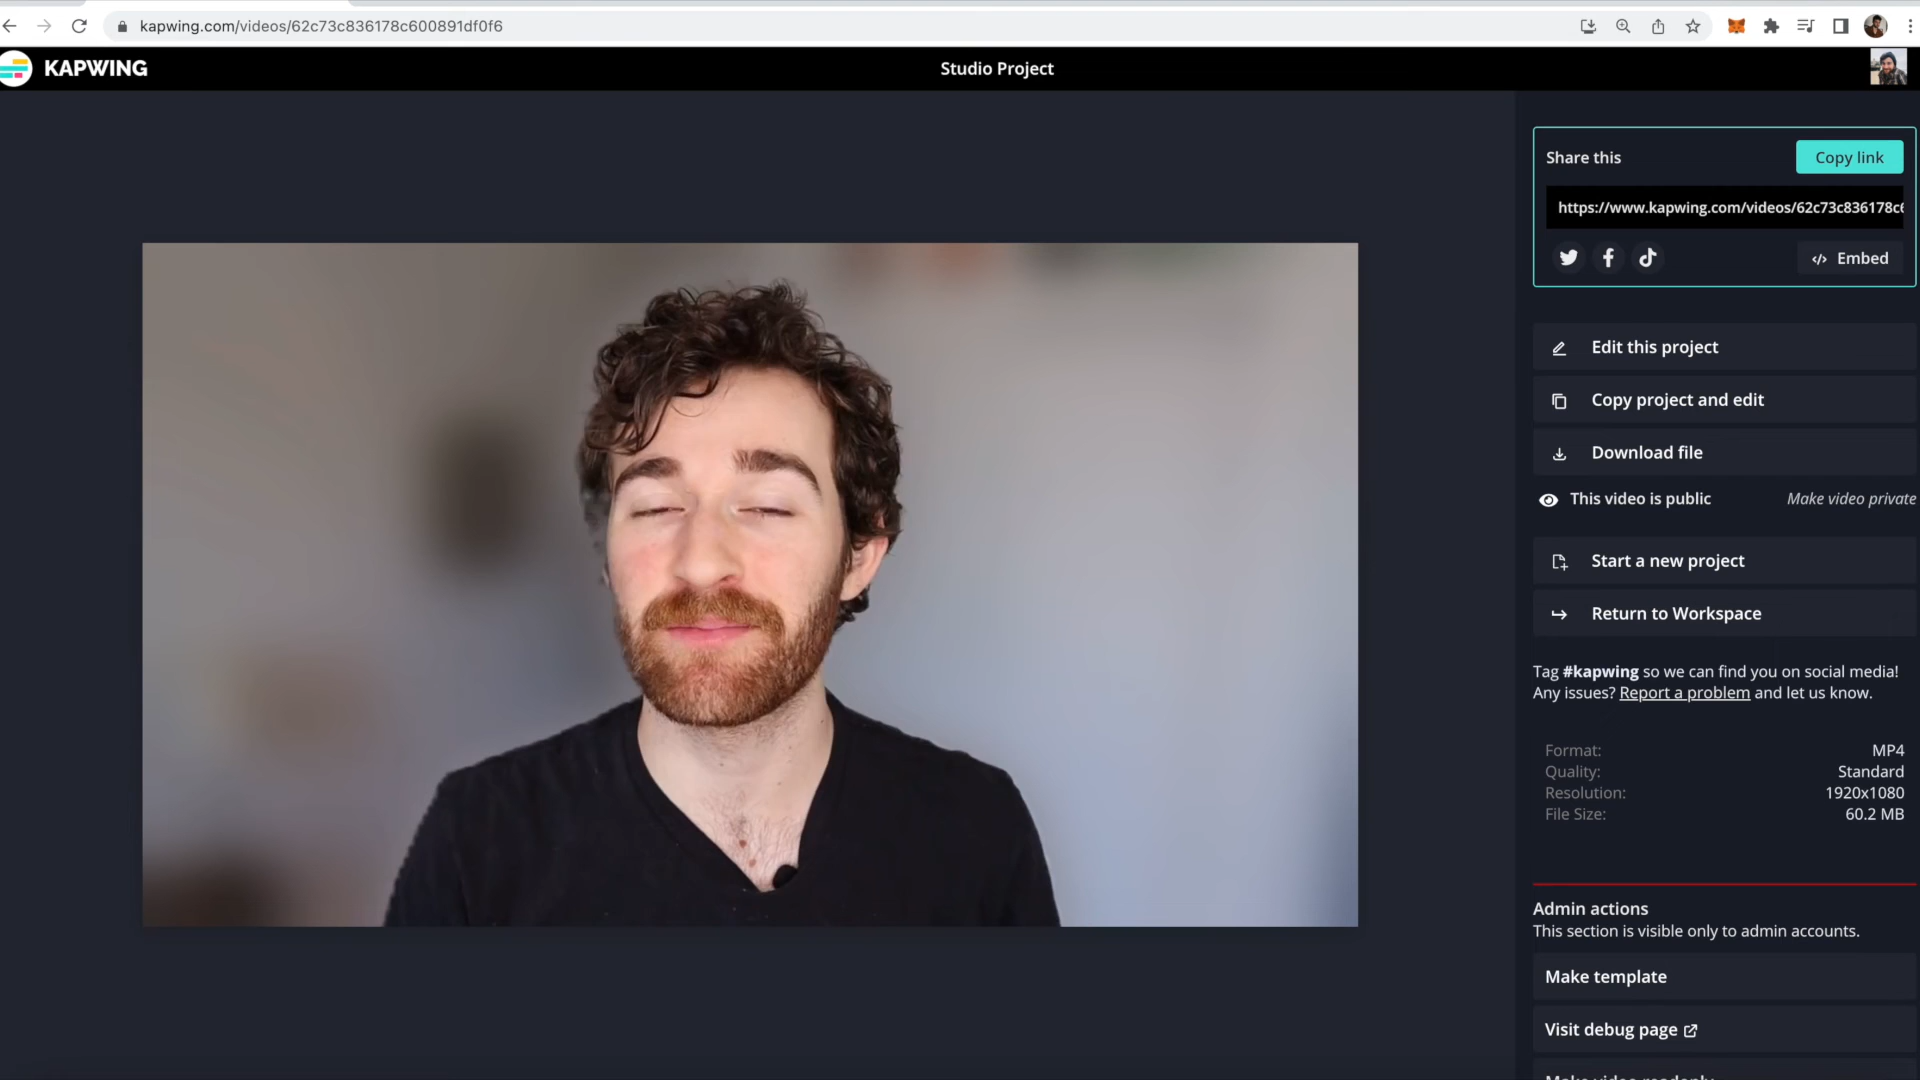 kapwing.com/videos/62c73c836178c600891df0f6
KAPWING
Studio Project
Share this
Copy link
https://www.kapwing.com/videos/62c73c836178c6
Embed
Edit this project
Copy project and edit
Download file
This video is public
Make video private
Start a new project
Return to Workspace
Tag #kapwing so we can find you on social media!
Any issues? Report a problem and let us know.
Format: MP4
Quality: Standard
Resolution: 1920x1080
File Size: 60.2 MB
Admin actions
This section is visible only to admin accounts.
Make template
Visit debug page